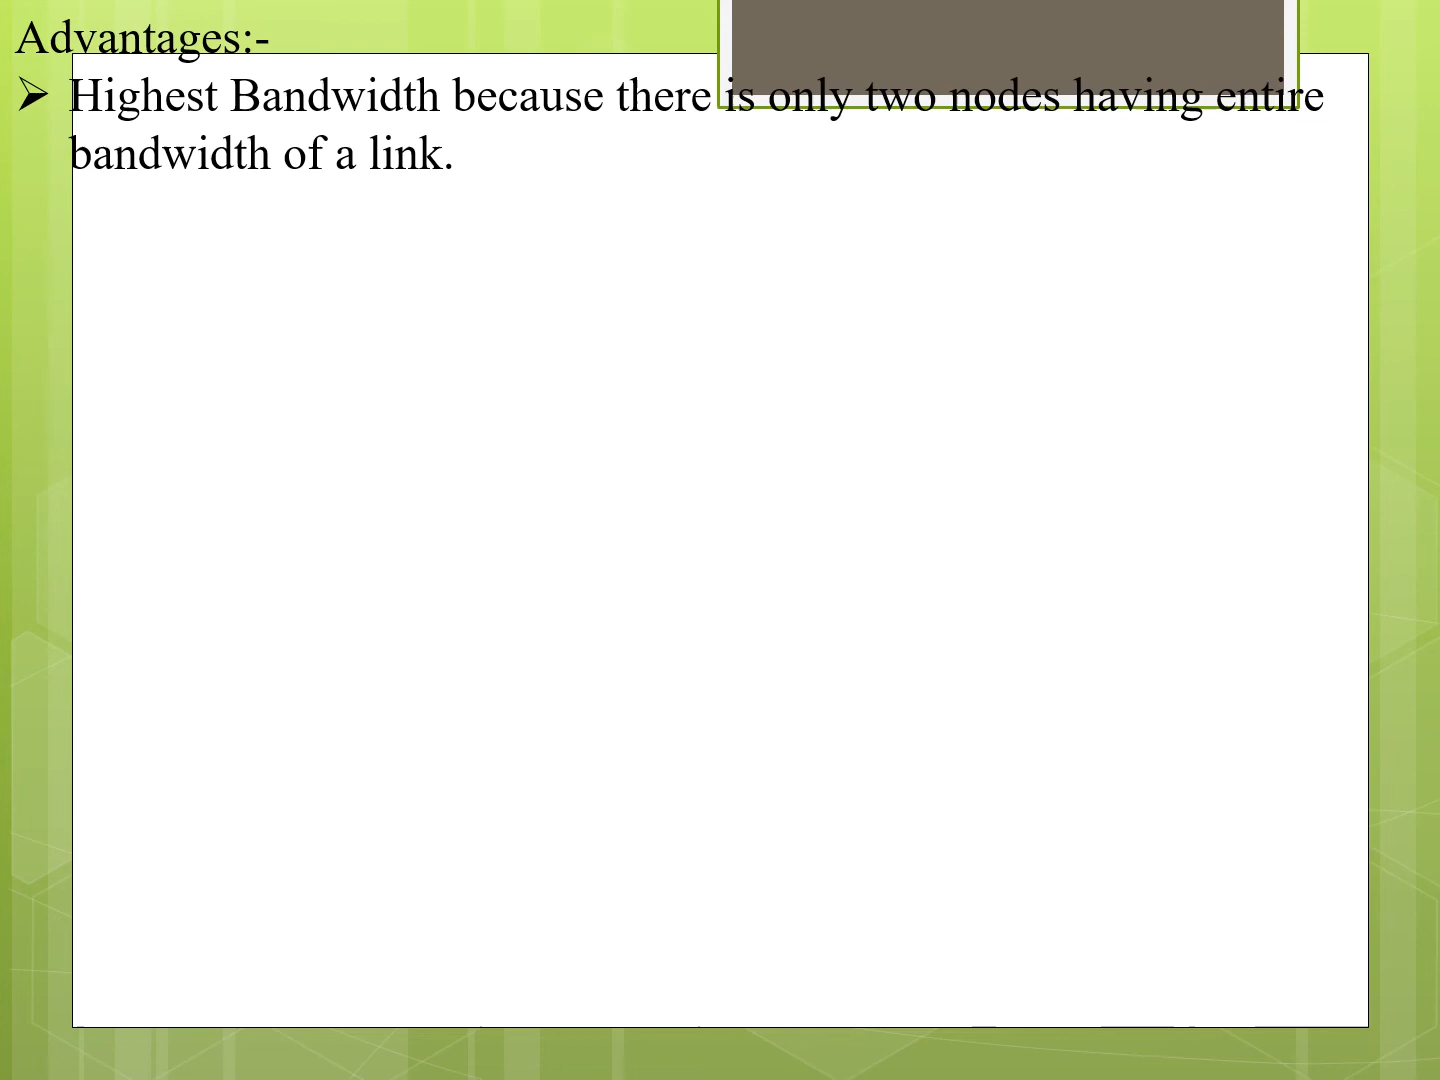 Advantages:-
➢ Highest Bandwidth because there is only two nodes having entire
bandwidth of a link.